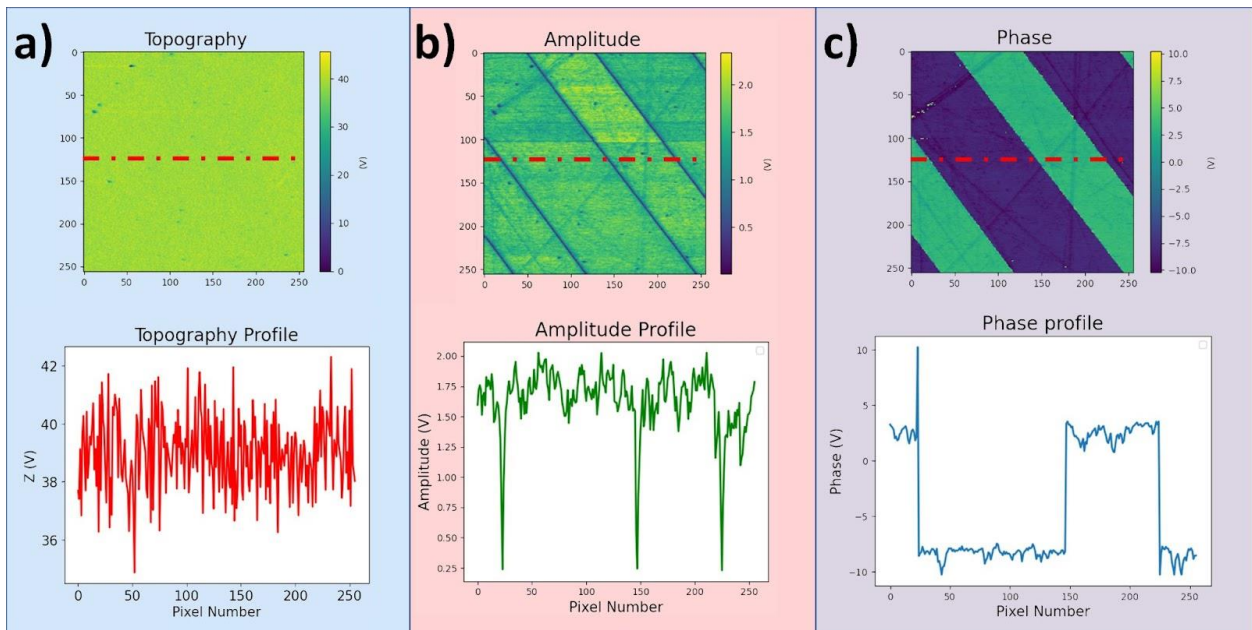 a)
Topography
0
50
100
150
200
250
0 50 100 150 200 250
40
30
20
10
0
(V)
Topography Profile
42
40
38
36
Z (V)
0 50 100 150 200 250
Pixel Number
b)
Amplitude
0
50
100
150
200
250
0 50 100 150 200 250
2.0
1.5
1.0
0.5
(V)
Amplitude Profile
2.00
1.75
1.50
1.25
1.00
0.75
0.50
0.25
Amplitude (V)
0 50 100 150 200 250
Pixel Number
c)
Phase
0
50
100
150
200
250
0 50 100 150 200 250
10.0
7.5
5.0
2.5
0.0
-2.5
-5.0
-7.5
-10.0
(V)
Phase profile
10
5
0
-5
-10
Phase (V)
0 50 100 150 200 250
Pixel Number